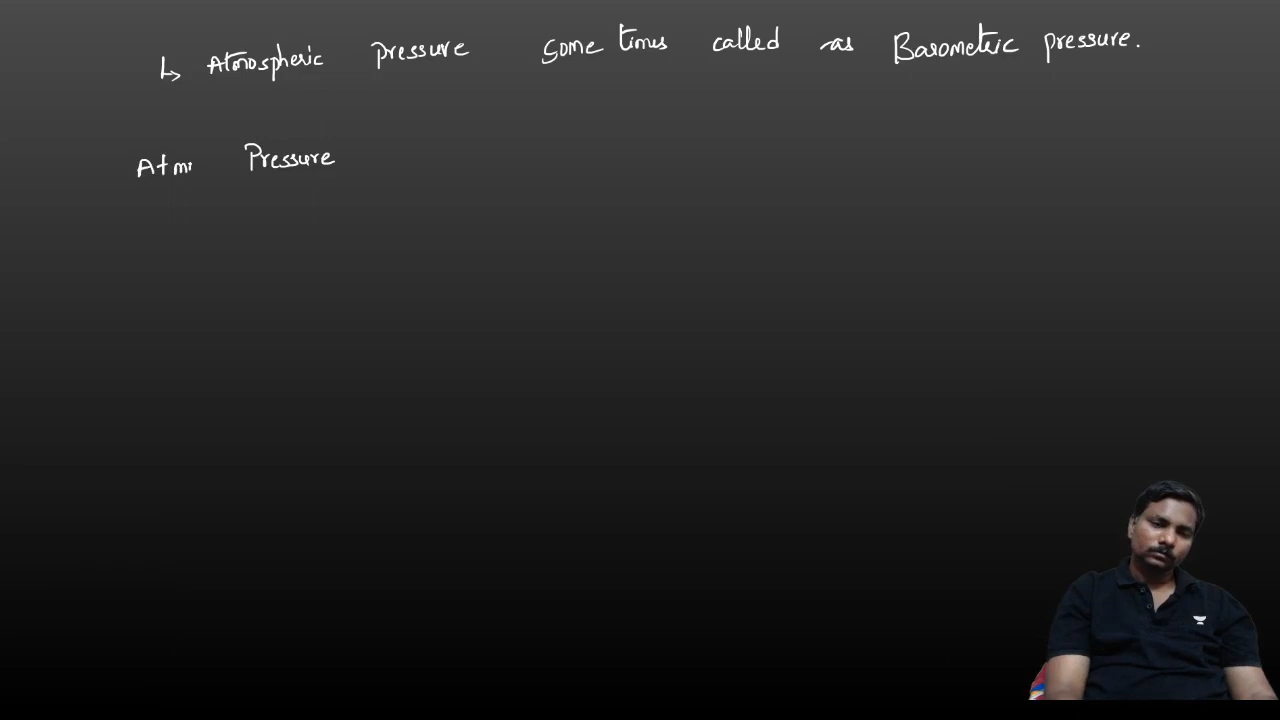 ↳ Atmospheric pressure some times called as Barometric pressure.
Atm. Pressure